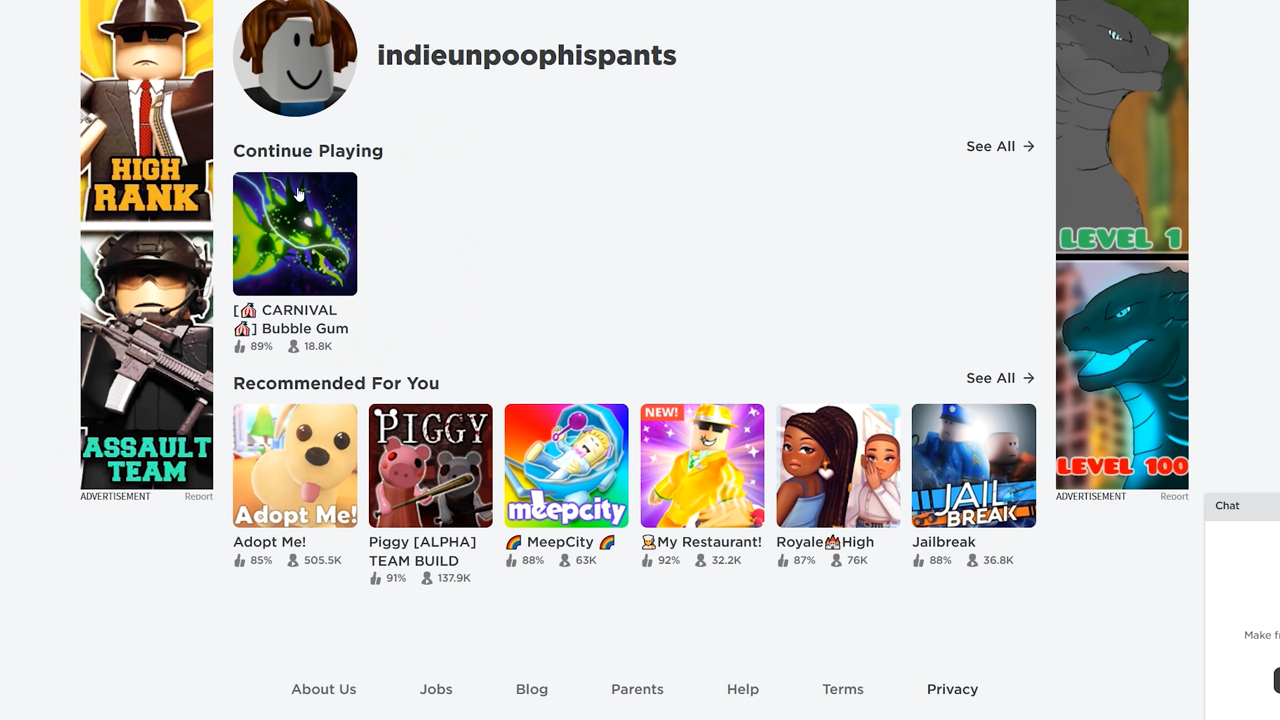 HIGH
RANK
ASSAULT
TEAM
ADVERTISEMENT Report
indieunpoophispants
Continue Playing
See All →
[🎪 CARNIVAL
🎪] Bubble Gum
89% 18.8K
Recommended For You
See All →
Adopt Me!
PIGGY
meepcity
NEW!
JAIL
BREAK
Adopt Me!
85% 505.5K
Piggy [ALPHA]
TEAM BUILD
91% 137.9K
🌈 MeepCity 🌈
88% 63K
👨‍🍳My Restaurant!
92% 32.2K
Royale🏰High
87% 76K
Jailbreak
88% 36.8K
LEVEL 1
LEVEL 100
ADVERTISEMENT Report
Chat
Make f
About Us Jobs Blog Parents Help Terms Privacy